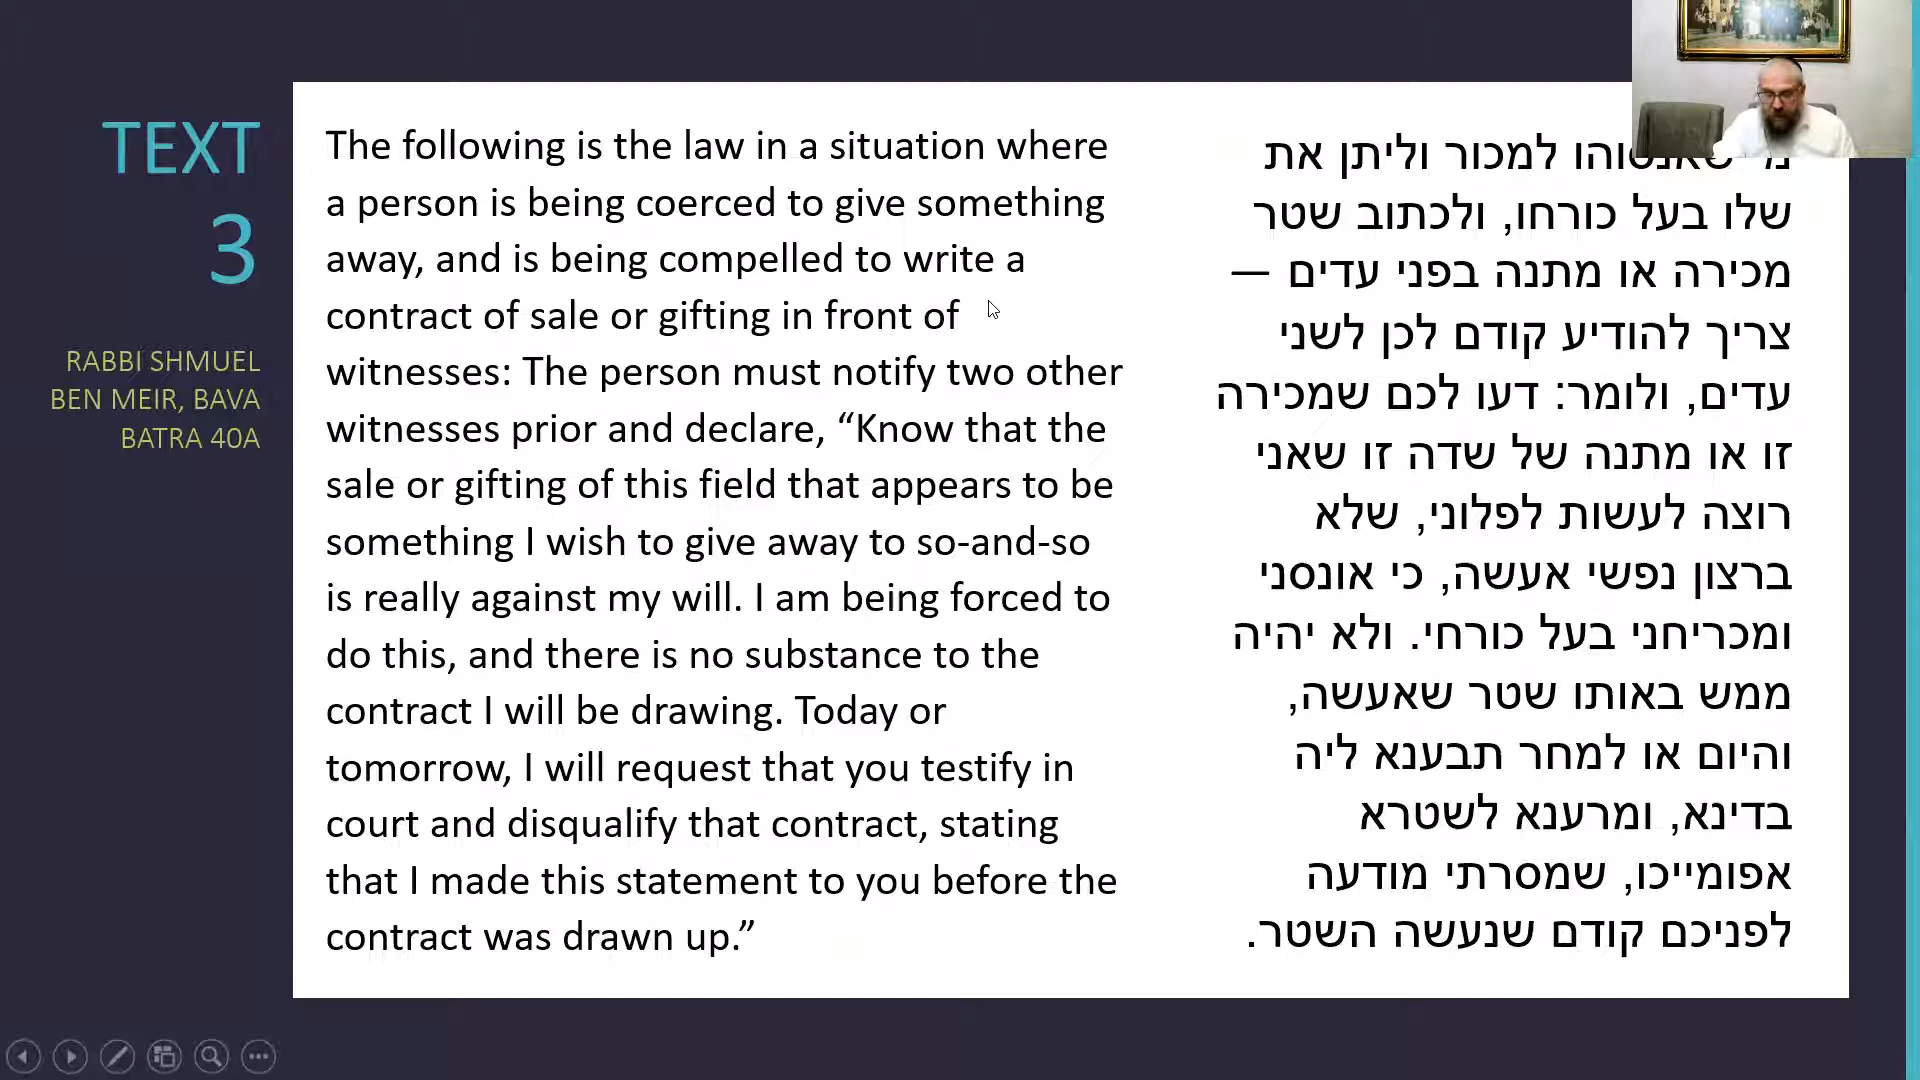 TEXT
3
RABBI SHMUEL
BEN MEIR, BAVA
BATRA 40A
The following is the law in a situation where
a person is being coerced to give something
away, and is being compelled to write a
contract of sale or gifting in front of
witnesses: The person must notify two other
witnesses prior and declare, “Know that the
sale or gifting of this field that appears to be
something I wish to give away to so-and-so
is really against my will. I am being forced to
do this, and there is no substance to the
contract I will be drawing. Today or
tomorrow, I will request that you testify in
court and disqualify that contract, stating
that I made this statement to you before the
contract was drawn up.”
למכור וליתן את
שלו בעל כורחו, ולכתוב שטר
מכירה או מתנה בפני עדים —
צריך להודיע קודם לכן לשני
עדים, ולומר: דעו לכם שמכירה
זו או מתנה של שדה זו שאני
רוצה לעשות לפלוני, שלא
ברצון נפשי אעשה, כי אונסני
ומכריחני בעל כורחי. ולא יהיה
ממש באותו שטר שאעשה,
והיום או למחר תבענא ליה
בדינא, ומרענא לשטרא
אפומייכו, שמסרתי מודעה
לפניכם קודם שנעשה השטר.